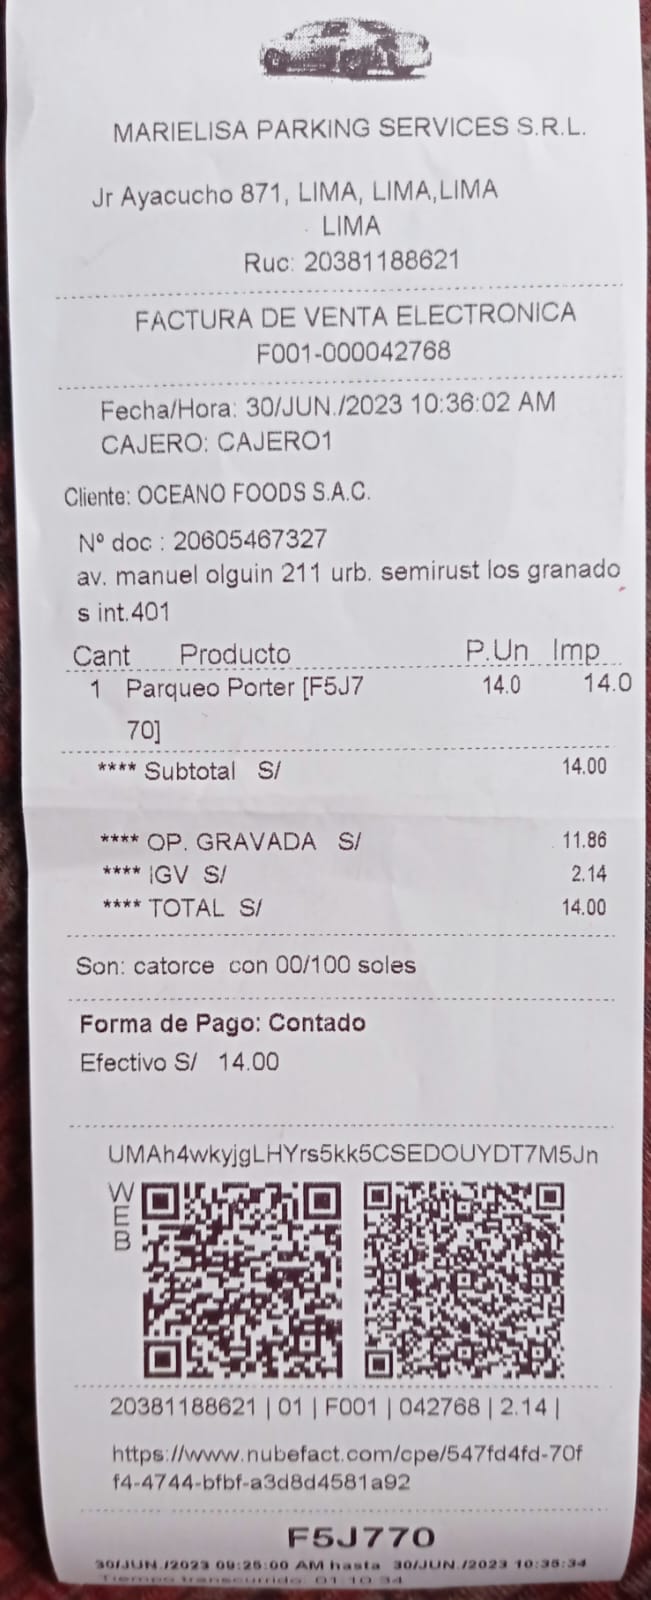 MARIELISA PARKING SERVICES S.R.L.
Jr Ayacucho 871, LIMA, LIMA,LIMA
LIMA
Ruc: 20381188621
FACTURA DE VENTA ELECTRONICA
F001-000042768
Fecha/Hora: 30/JUN./2023 10:36:02 AM
CAJERO: CAJERO1
Cliente: OCEANO FOODS S.A.C.
Nº doc : 20605467327
av. manuel olguin 211 urb. semirust los granado
s int.401
Cant Producto P.Un Imp
1 Parqueo Porter [F5J7 14.0 14.0
70]
**** Subtotal S/ 14.00
**** OP. GRAVADA S/ 11.86
**** IGV S/ 2.14
**** TOTAL S/ 14.00
Son: catorce con 00/100 soles
Forma de Pago: Contado
Efectivo S/ 14.00
UMAh4wkyjgLHYrs5kk5CSEDOUYDT7M5Jn
WEB
20381188621 | 01 | F001 | 042768 | 2.14 |
https://www.nubefact.com/cpe/547fd4fd-70f
f4-4744-bfbf-a3d8d4581a92
F5J770
30/JUN./2023 09:25:00 AM hasta 30/JUN./2023 10:35:34
Tiempo transcurrido: 01:10:34